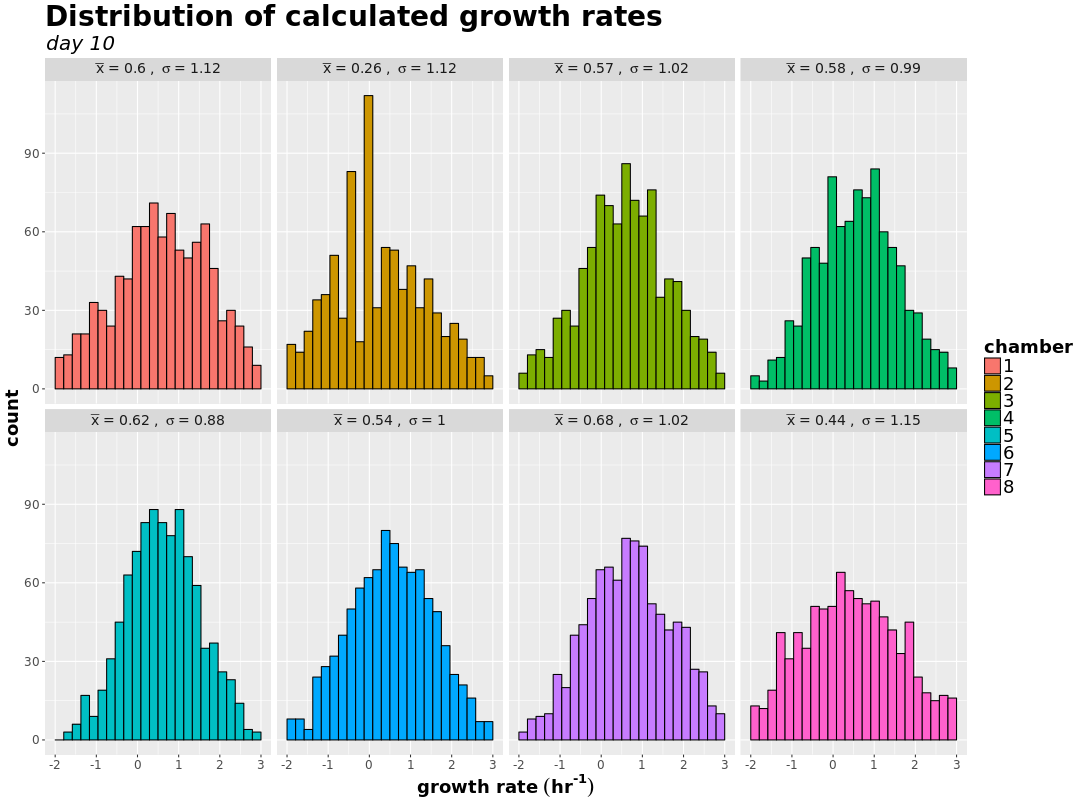 Distribution of calculated growth rates
day 10
x̅ = 0.6 , σ = 1.12
x̅ = 0.26 , σ = 1.12
x̅ = 0.57 , σ = 1.02
x̅ = 0.58 , σ = 0.99
90
60
30
0
x̅ = 0.62 , σ = 0.88
x̅ = 0.54 , σ = 1
x̅ = 0.68 , σ = 1.02
x̅ = 0.44 , σ = 1.15
90
60
30
0
-2 -1 0 1 2 3
-2 -1 0 1 2 3
-2 -1 0 1 2 3
-2 -1 0 1 2 3
count
growth rate (hr⁻¹)
chamber
1
2
3
4
5
6
7
8